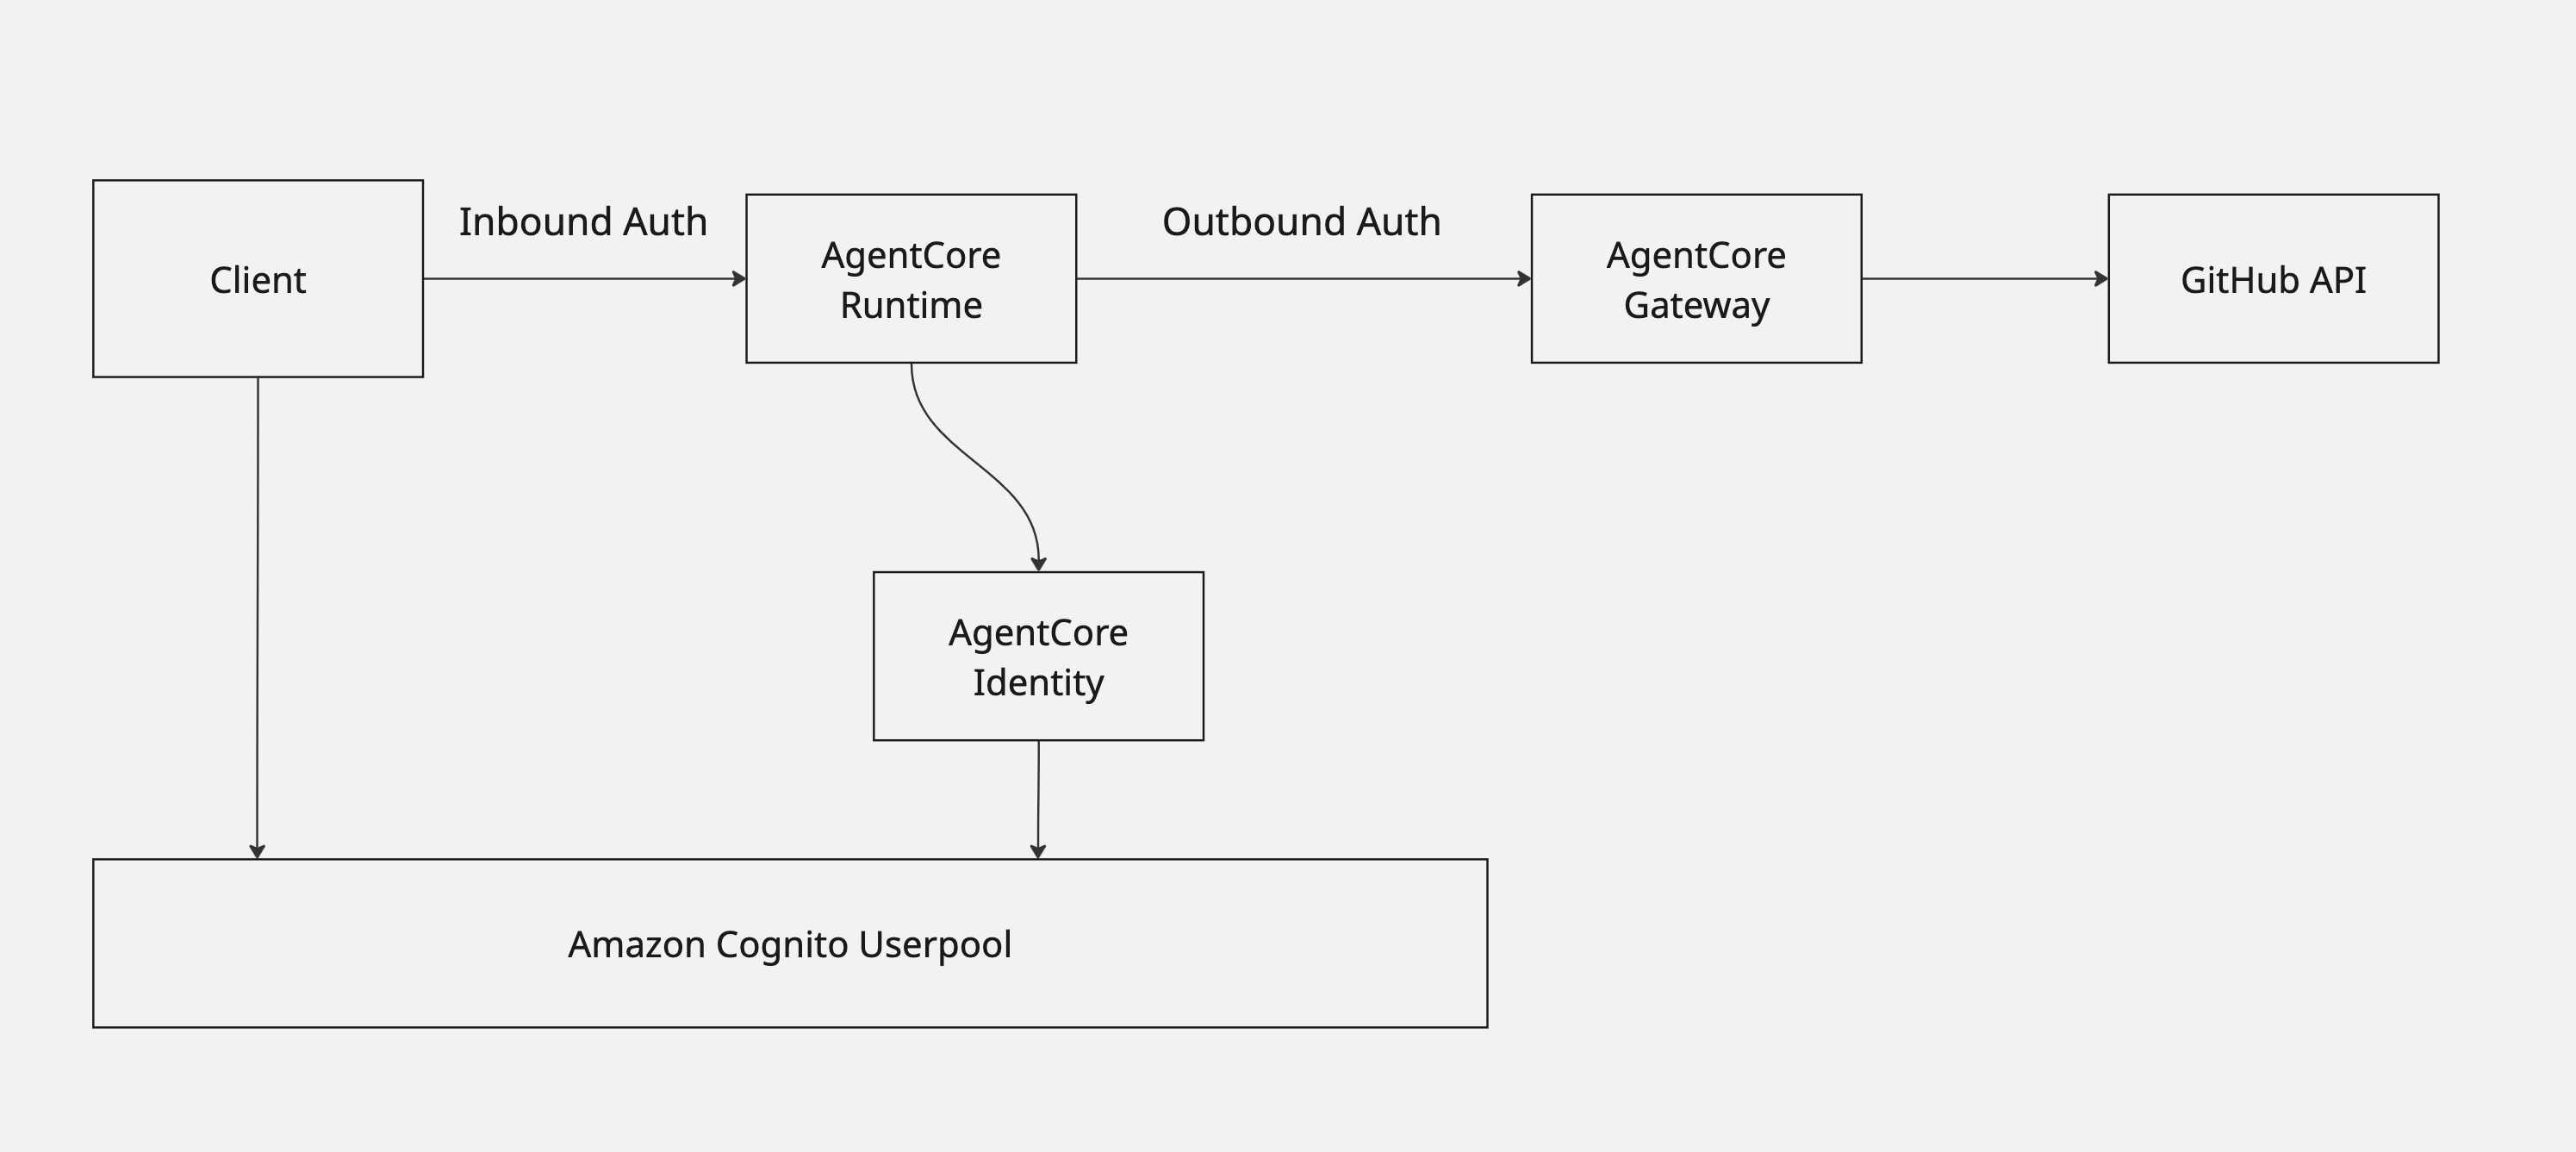 Client
Inbound Auth
AgentCore
Runtime
Outbound Auth
AgentCore
Gateway
GitHub API
AgentCore
Identity
Amazon Cognito Userpool